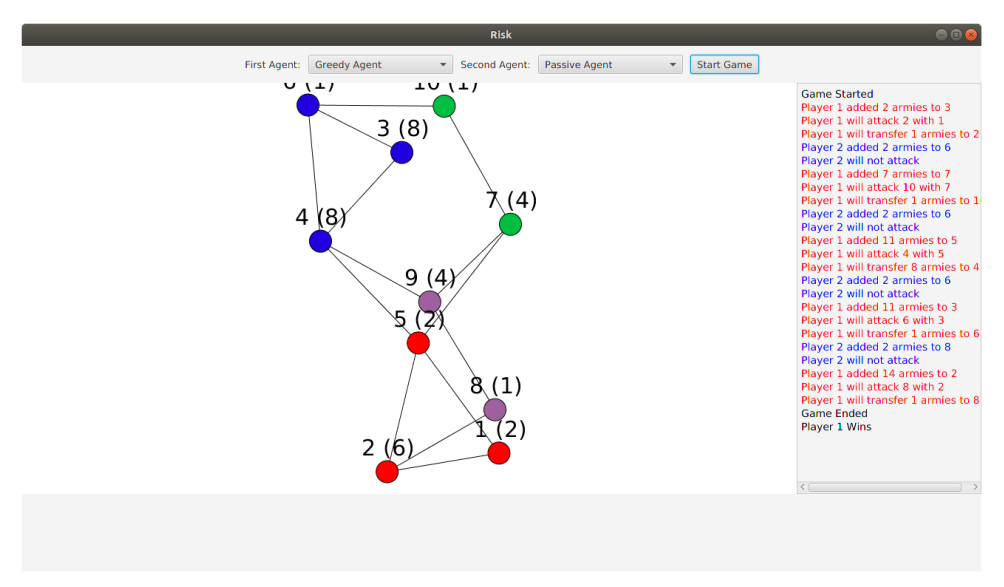 Risk
First Agent: Greedy Agent Second Agent: Passive Agent Start Game
6 (1) 10 (1)
3 (8)
7 (4)
4 (8)
9 (4)
5 (2)
8 (1)
1 (2)
2 (6)
Game Started
Player 1 added 2 armies to 3
Player 1 will attack 2 with 1
Player 1 will transfer 1 armies to 2
Player 2 added 2 armies to 6
Player 2 will not attack
Player 1 added 7 armies to 7
Player 1 will attack 10 with 7
Player 1 will transfer 1 armies to 1
Player 2 added 2 armies to 6
Player 2 will not attack
Player 1 added 11 armies to 5
Player 1 will attack 4 with 5
Player 1 will transfer 8 armies to 4
Player 2 added 2 armies to 6
Player 2 will not attack
Player 1 added 11 armies to 3
Player 1 will attack 6 with 3
Player 1 will transfer 1 armies to 6
Player 2 added 2 armies to 8
Player 2 will not attack
Player 1 added 14 armies to 2
Player 1 will attack 8 with 2
Player 1 will transfer 1 armies to 8
Game Ended
Player 1 Wins